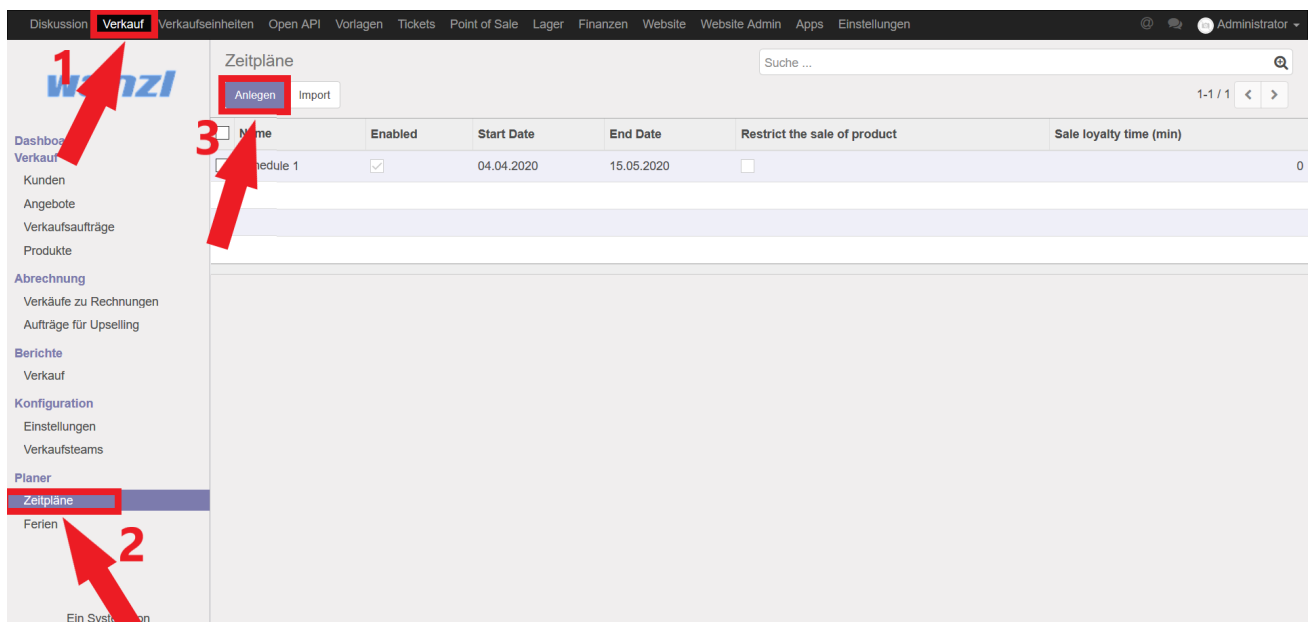 Diskussion Verkauf Verkaufseinheiten Open API Vorlagen Tickets Point of Sale Lager Finanzen Website Website Admin Apps Einstellungen @ Administrator
1
Zeitpläne
Suche ...
Anlegen Import
1-1 / 1
3
Enabled Start Date End Date Restrict the sale of product Sale loyalty time (min)
1 04.04.2020 15.05.2020 0
Verkauf
Kunden
Angebote
Verkaufsaufträge
Produkte
Abrechnung
Verkäufe zu Rechnungen
Aufträge für Upselling
Berichte
Verkauf
Konfiguration
Einstellungen
Verkaufsteams
Planer
Zeitpläne
Ferien
2
Ein